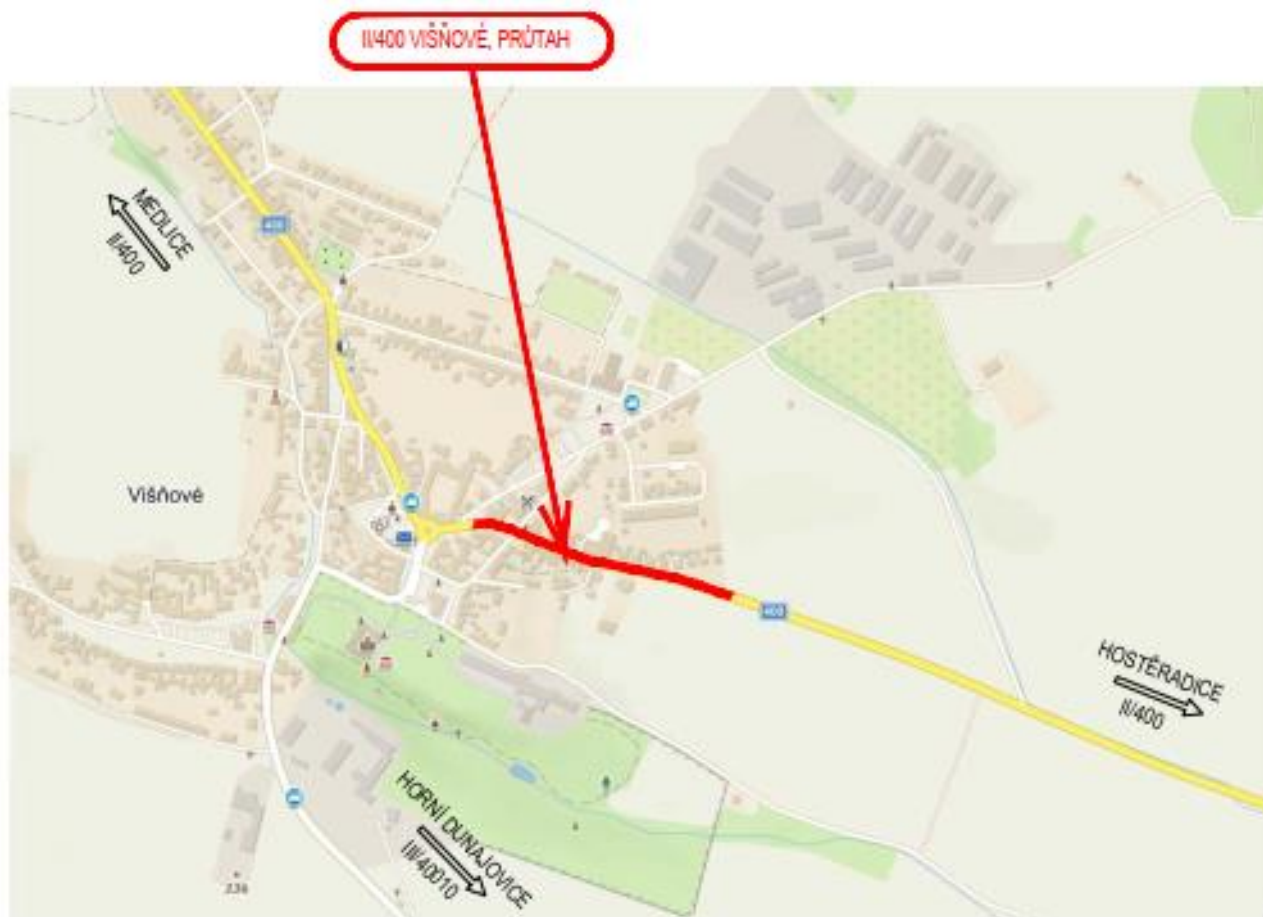 II/400 VIŠŇOVÉ, PRŮTAH
MEDLICE
II/400
400
Višňové
400
HOSTĚRADICE
II/400
HORNÍ DUNAJOVICE
III/40010
236